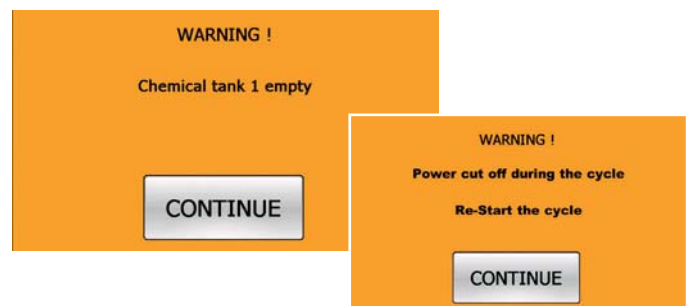 WARNING !
Chemical tank 1 empty
CONTINUE
WARNING !
Power cut off during the cycle
Re-Start the cycle
CONTINUE